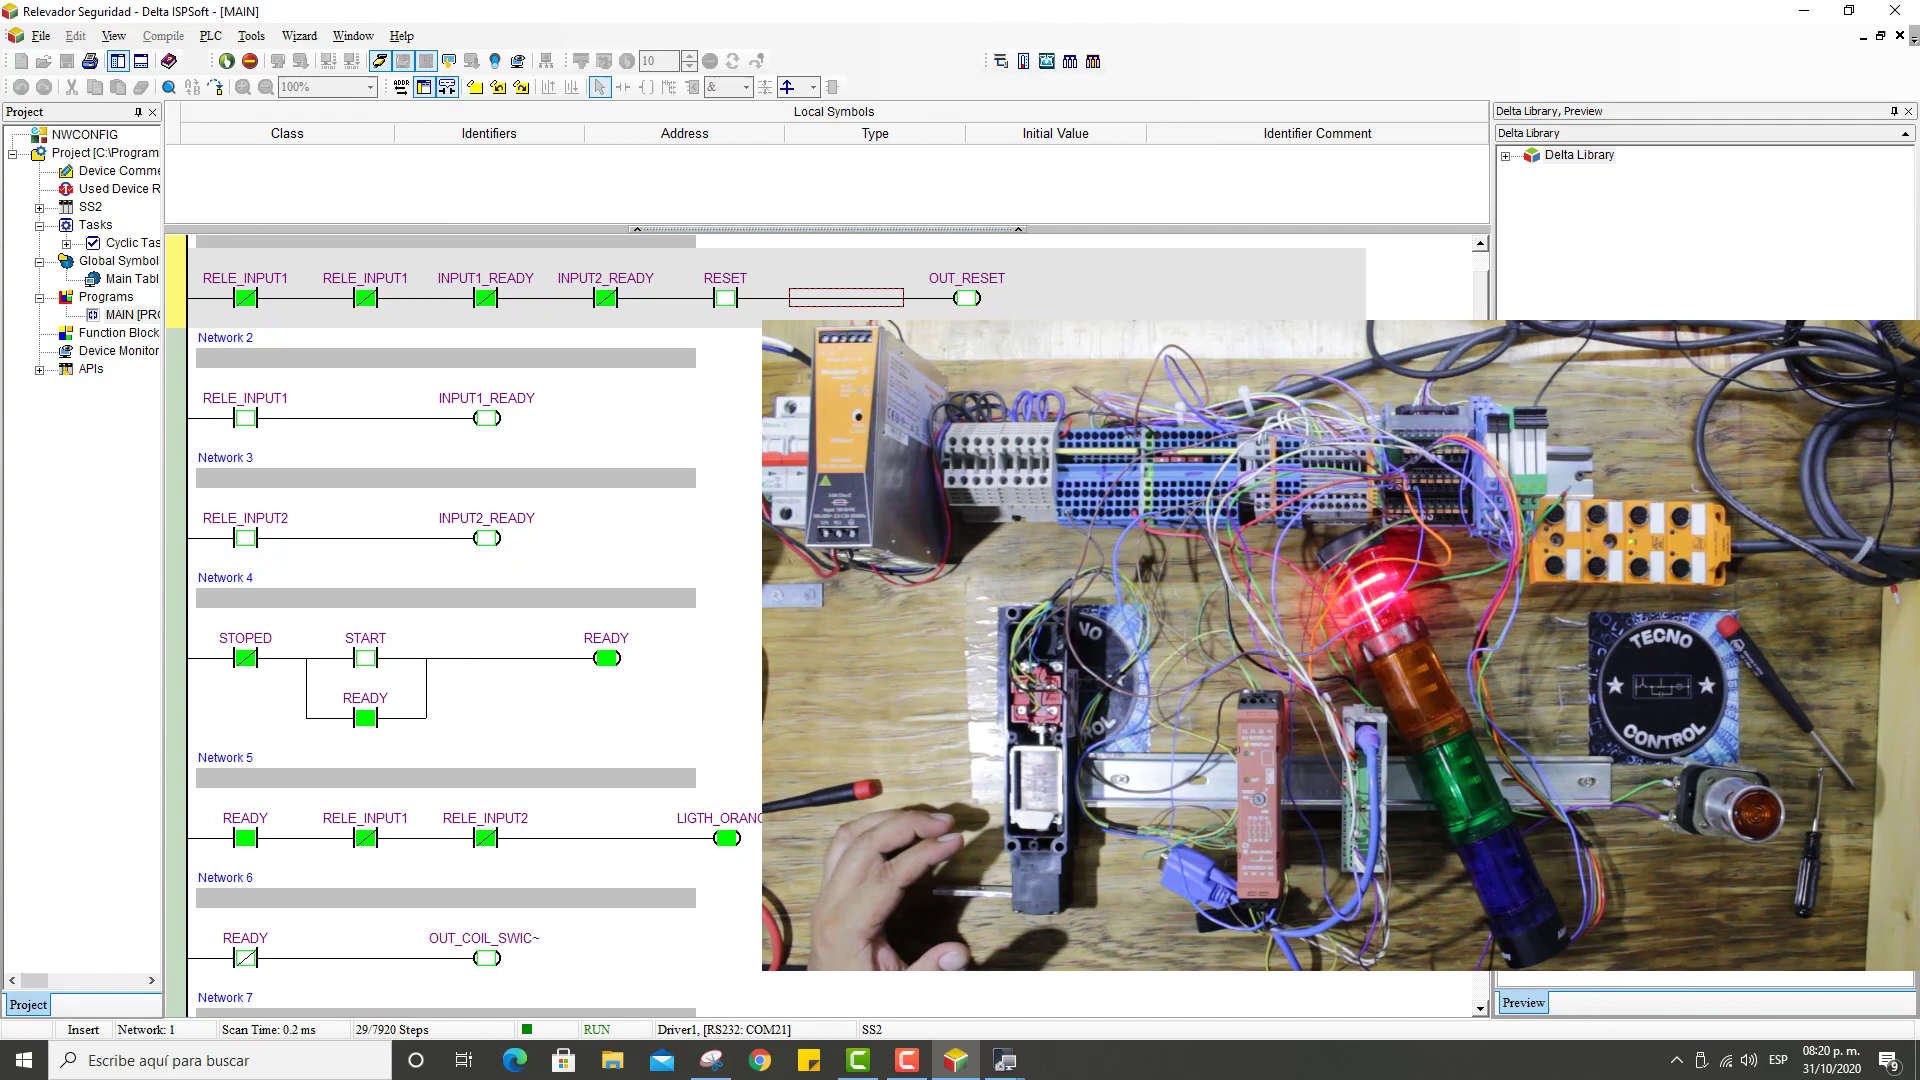 Relevador Seguridad - Delta ISPSoft - [MAIN]
File Edit View Compile PLC Tools Wizard Window Help
10
100%
&
Project
NWCONFIG
Project [C:\Program
Device Comme
Used Device R
SS2
Tasks
Cyclic Tas
Global Symbol
Main Tabl
Programs
MAIN [PRO
Function Block
Device Monitor
APIs
Project
Local Symbols
Class Identifiers Address Type Initial Value Identifier Comment
RELE_INPUT1 RELE_INPUT1 INPUT1_READY INPUT2_READY RESET OUT_RESET
Network 2
RELE_INPUT1 INPUT1_READY
Network 3
RELE_INPUT2 INPUT2_READY
Network 4
STOPED START READY
READY
Network 5
READY RELE_INPUT1 RELE_INPUT2 LIGTH_ORANG
Network 6
READY OUT_COIL_SWIC~
Network 7
Delta Library, Preview
Delta Library
Delta Library
Preview
VO
ROL
TECNO
CONTROL
Insert Network: 1 Scan Time: 0.2 ms 29/7920 Steps RUN Driver1, [RS232: COM21] SS2
Escribe aquí para buscar
ESP
08:20 p. m.
31/10/2020
9